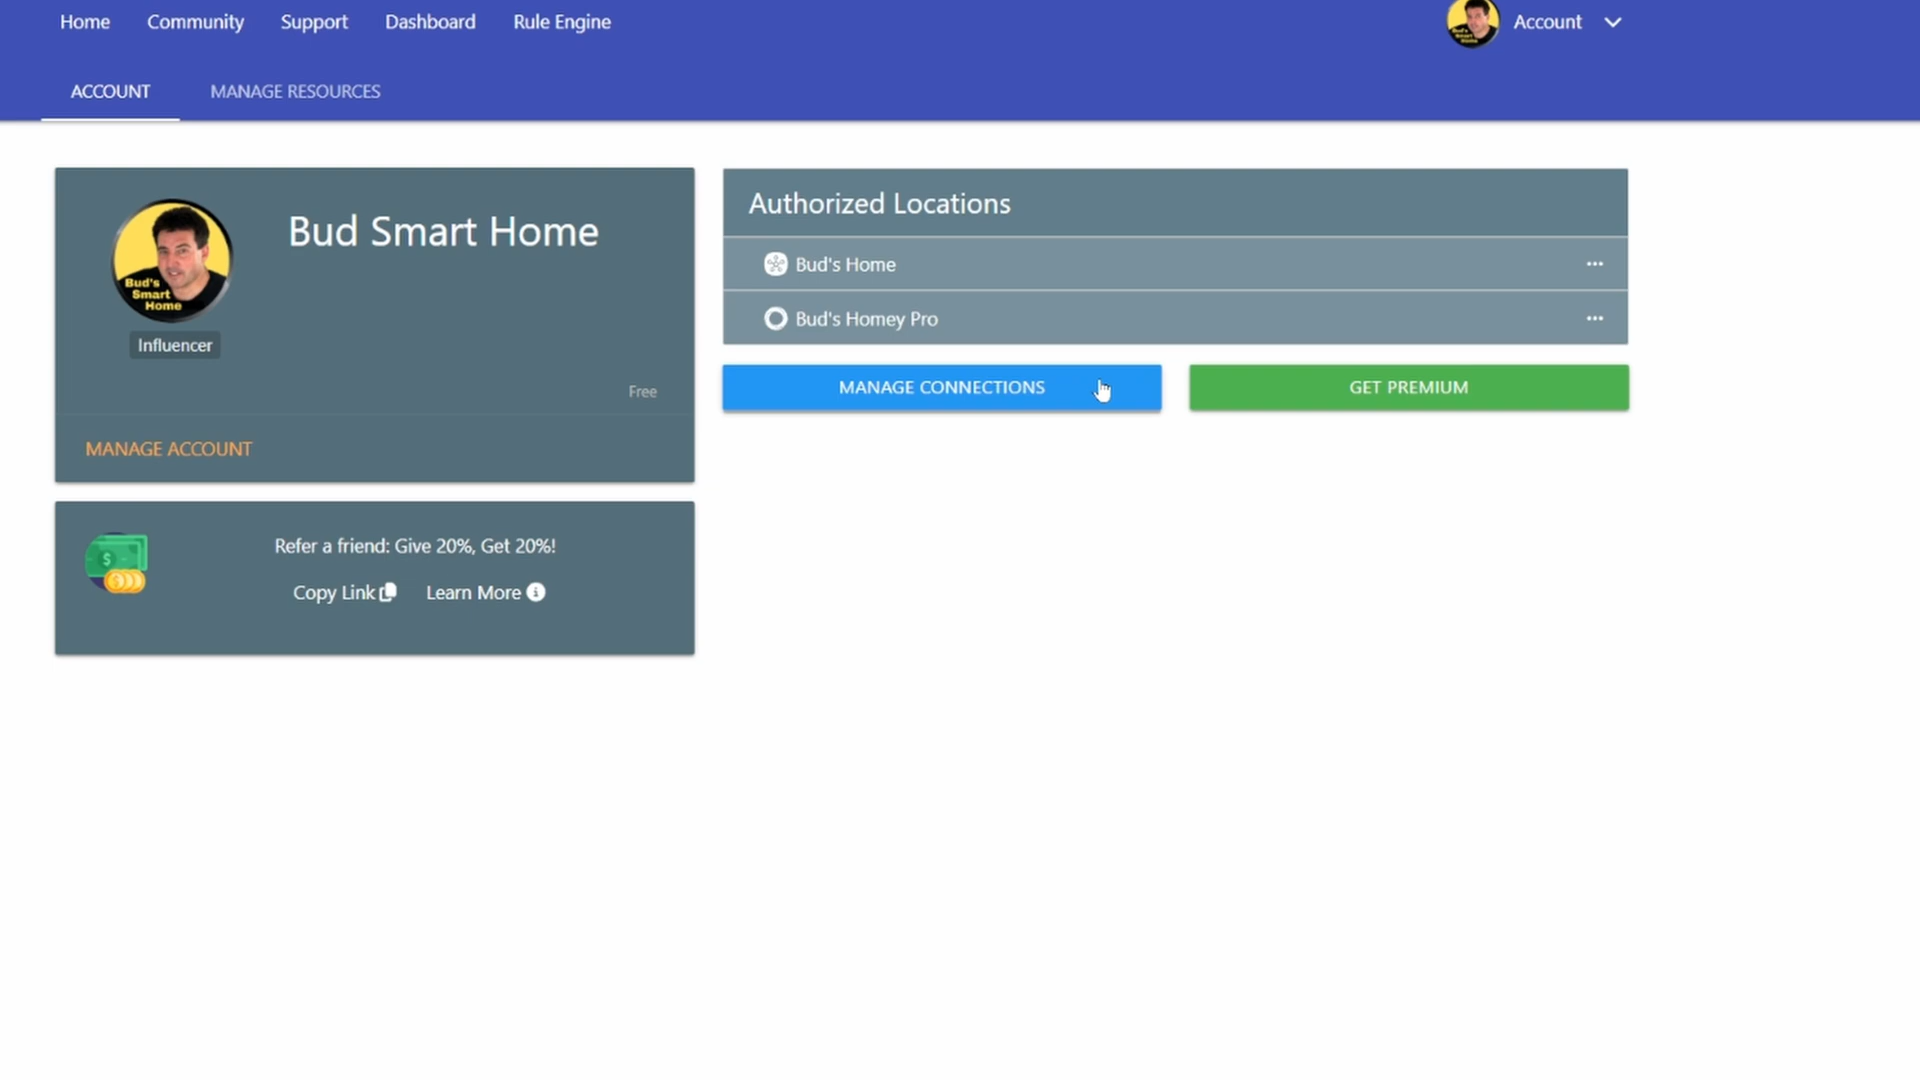 Home Community Support Dashboard Rule Engine Account
ACCOUNT MANAGE RESOURCES
Bud Smart Home
Bud's
Smart
Home
Influencer
Free
MANAGE ACCOUNT
Refer a friend: Give 20%, Get 20%!
Copy Link Learn More
Authorized Locations
Bud's Home
Bud's Homey Pro
MANAGE CONNECTIONS GET PREMIUM